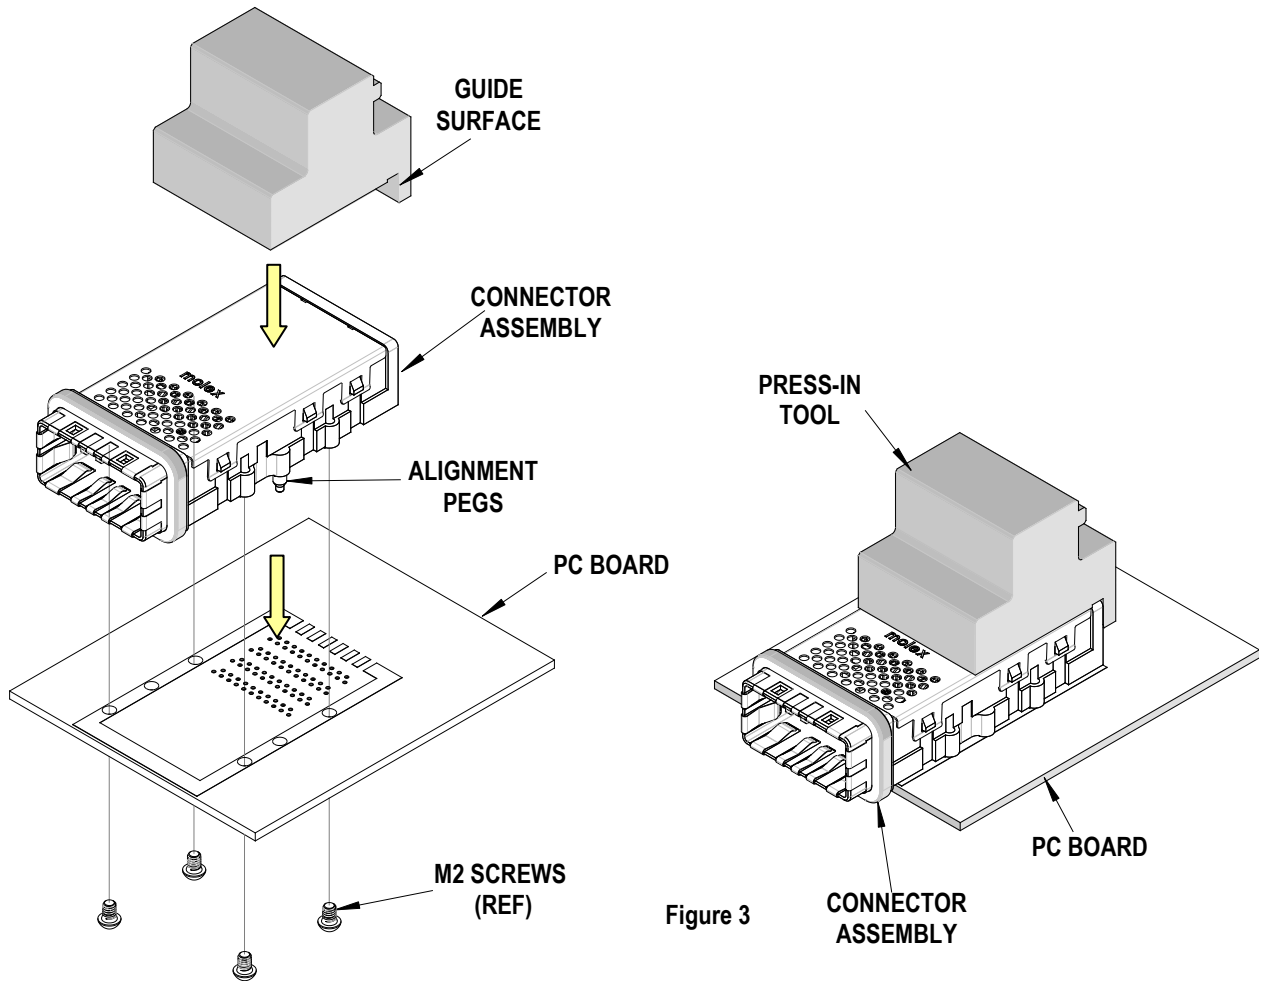 GUIDE
SURFACE
CONNECTOR
ASSEMBLY
molex
ALIGNMENT
PEGS
PC BOARD
M2 SCREWS
(REF)
PRESS-IN
TOOL
molex
PC BOARD
CONNECTOR
ASSEMBLY
Figure 3